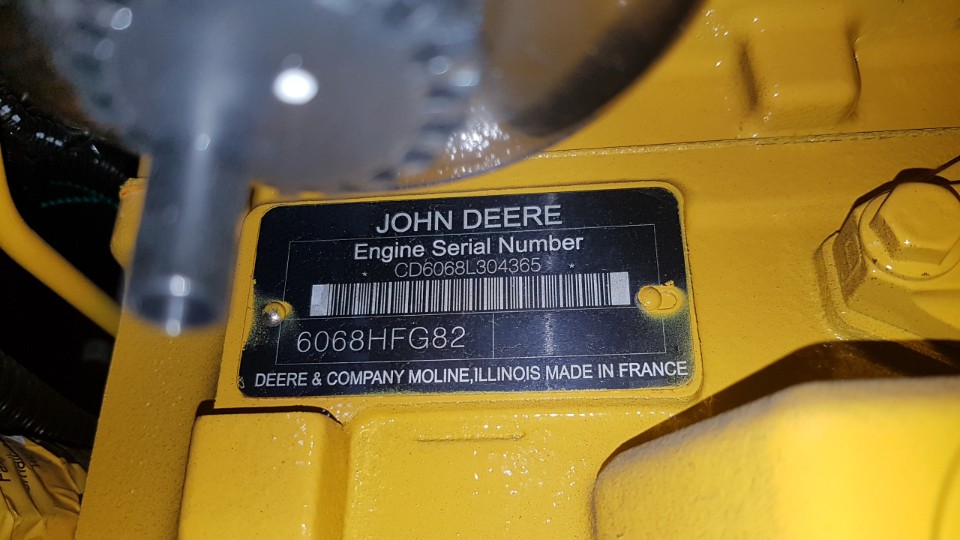 JOHN DEERE
Engine Serial Number
* CD6068L304365 *
6068HFG82
DEERE & COMPANY MOLINE,ILLINOIS MADE IN FRANCE